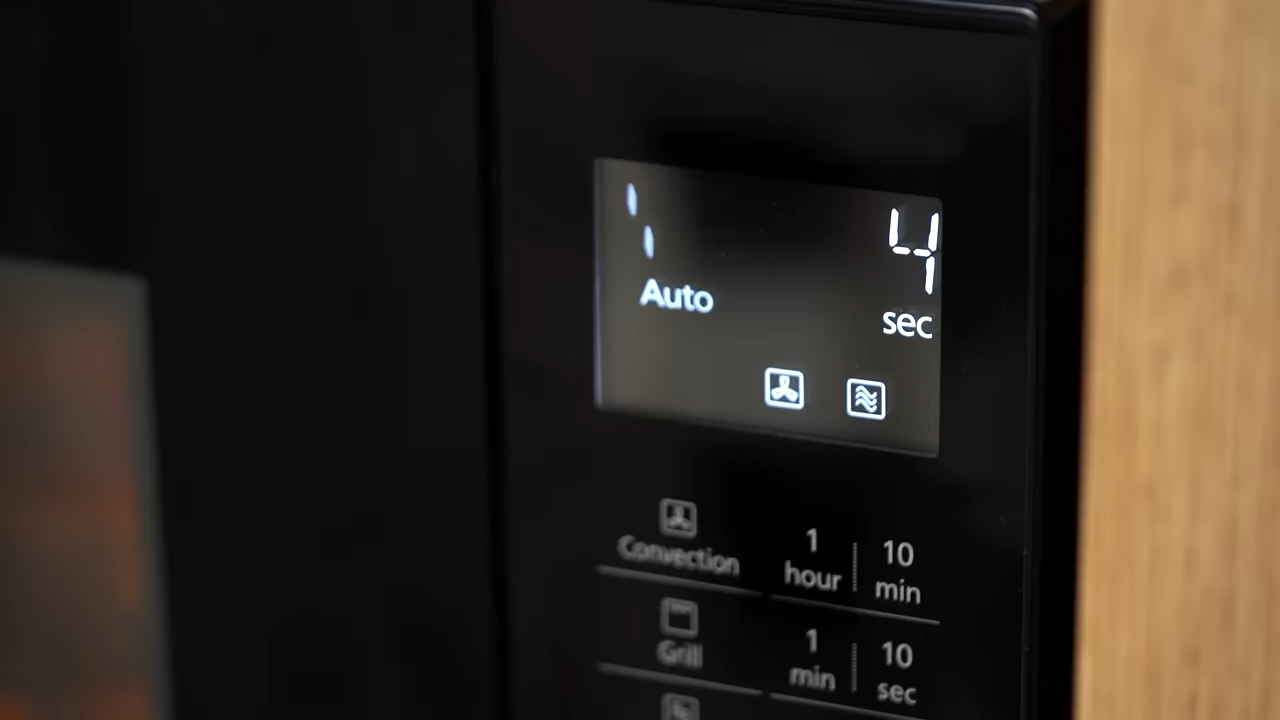 4
Auto
sec
Convection
1 hour
10 min
Grill
1 min
10 sec